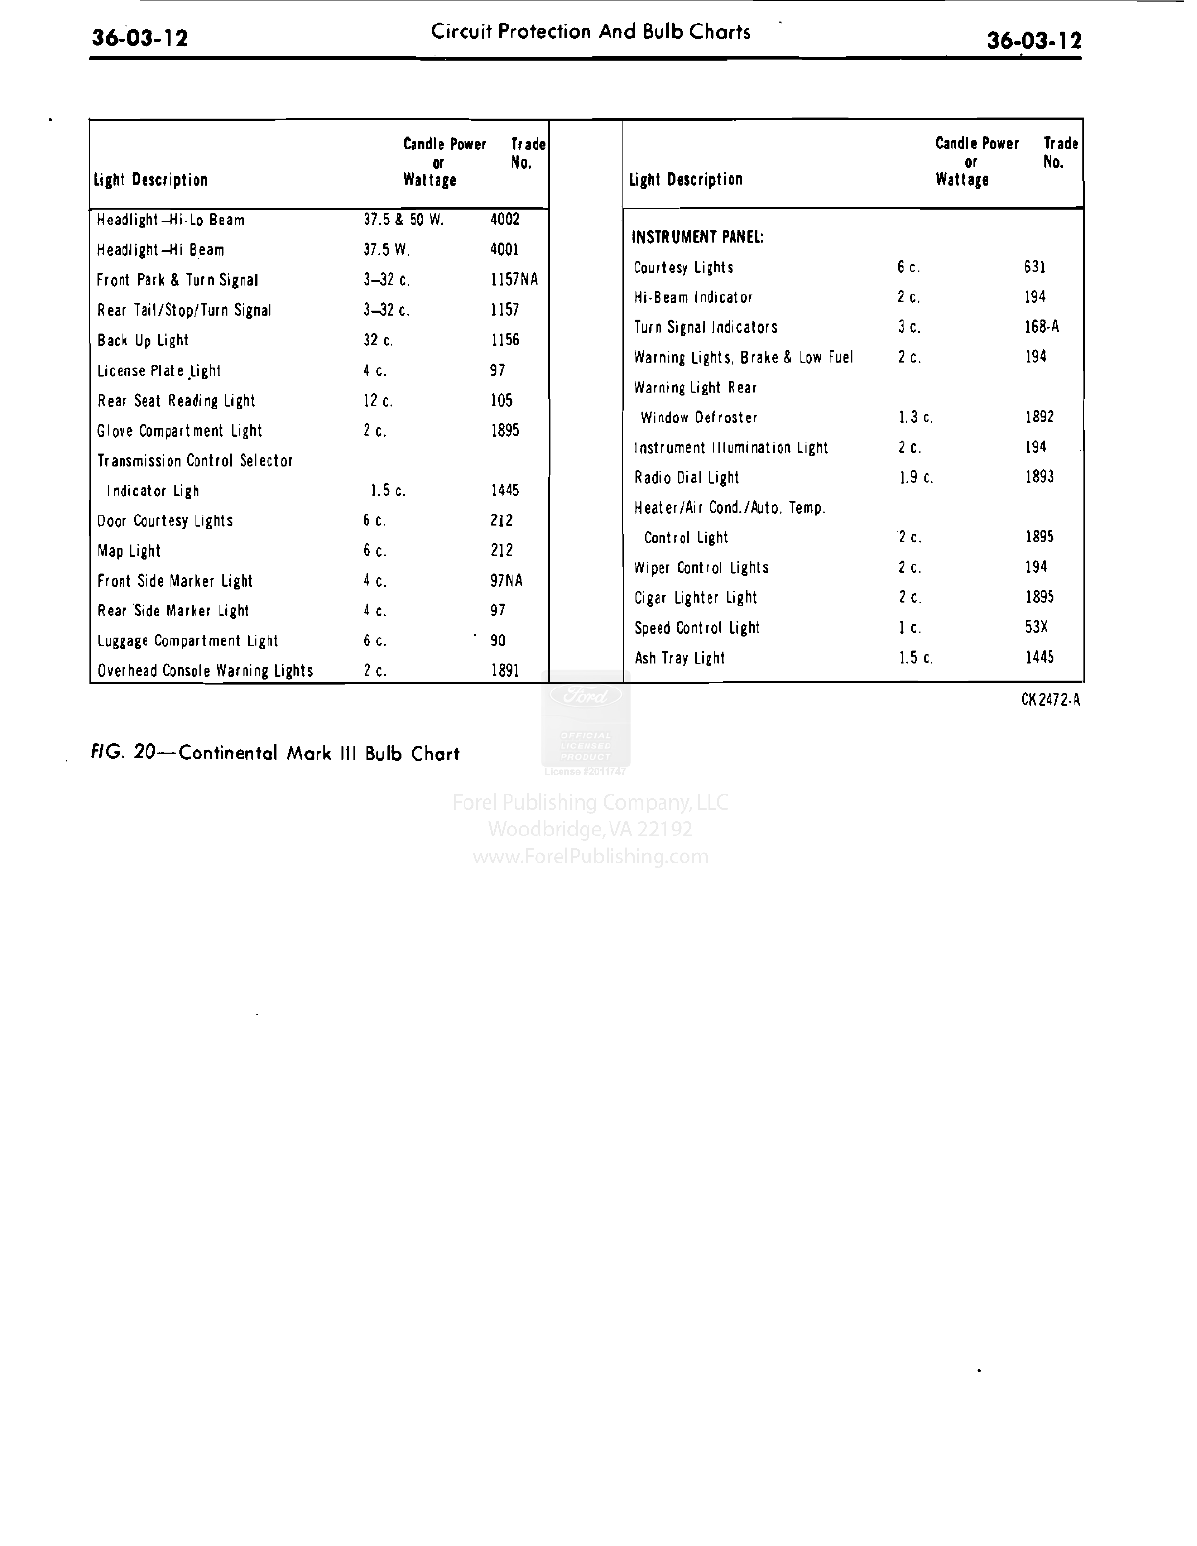 36-03-12 Circuit Protection And Bulb Charts 36-03-12
Light Description Candle Power or Wattage Trade No.
Headlight—Hi-Lo Beam 37.5 & 50 W. 4002
Headlight—Hi Beam 37.5 W. 4001
Front Park & Turn Signal 3–32 c. 1157NA
Rear Tail/Stop/Turn Signal 3–32 c. 1157
Back Up Light 32 c. 1156
License Plate Light 4 c. 97
Rear Seat Reading Light 12 c. 105
Glove Compartment Light 2 c. 1895
Transmission Control Selector
Indicator Ligh 1.5 c. 1445
Door Courtesy Lights 6 c. 212
Map Light 6 c. 212
Front Side Marker Light 4 c. 97NA
Rear Side Marker Light 4 c. 97
Luggage Compartment Light 6 c. 90
Overhead Console Warning Lights 2 c. 1891
Light Description Candle Power or Wattage Trade No.
INSTRUMENT PANEL:
Courtesy Lights 6 c. 631
Hi-Beam Indicator 2 c. 194
Turn Signal Indicators 3 c. 168-A
Warning Lights, Brake & Low Fuel 2 c. 194
Warning Light Rear
Window Defroster 1.3 c. 1892
Instrument Illumination Light 2 c. 194
Radio Dial Light 1.9 c. 1893
Heater/Air Cond./Auto. Temp.
Control Light 2 c. 1895
Wiper Control Lights 2 c. 194
Cigar Lighter Light 2 c. 1895
Speed Control Light 1 c. 53X
Ash Tray Light 1.5 c. 1445
CK2472-A
FIG. 20—Continental Mark III Bulb Chart
Ford
OFFICIAL
LICENSED
PRODUCT
License #2011747
Forel Publishing Company, LLC
Woodbridge, VA 22192
www.ForelPublishing.com